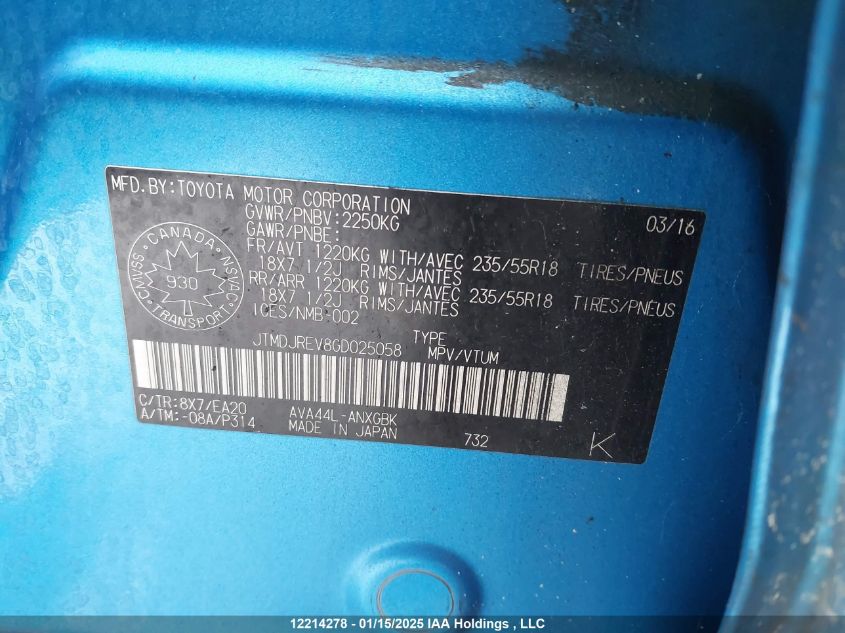 MFD.BY:TOYOTA MOTOR CORPORATION 03/16
GVWR/PNBV:2250KG
GAWR/PNBE:
FR/AVT 1220KG WITH/AVEC 235/55R18 TIRES/PNEUS
18X7 1/2J RIMS/JANTES
RR/ARR 1220KG WITH/AVEC 235/55R18 TIRES/PNEUS
18X7 1/2J RIMS/JANTES
ICES/NMB-002
CANADA
CMVSS 930 NSVAC
TRANSPORT
JTMDJREV8GD025058 TYPE
MPV/VTUM
C/TR:8X7/EA20 AVA44L-ANXGBK
A/TM:-08A/P314 MADE IN JAPAN 732 K
12214278 - 01/15/2025 IAA Holdings , LLC